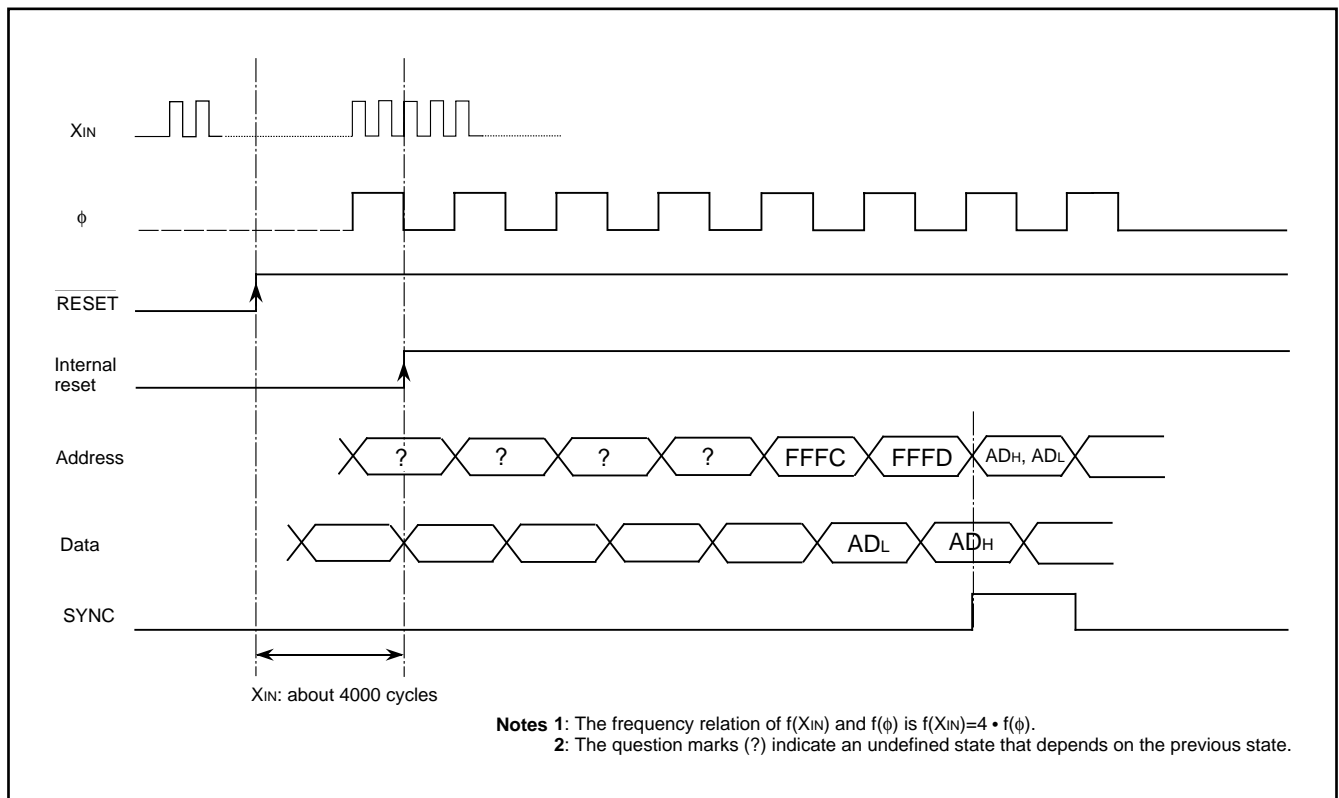 XIN
ϕ
RESET
Internal
reset
Address
? ? ? ? FFFC FFFD ADH, ADL
Data
ADL ADH
SYNC
XIN: about 4000 cycles
Notes 1: The frequency relation of f(XIN) and f(ϕ) is f(XIN)=4 • f(ϕ).
2: The question marks (?) indicate an undefined state that depends on the previous state.